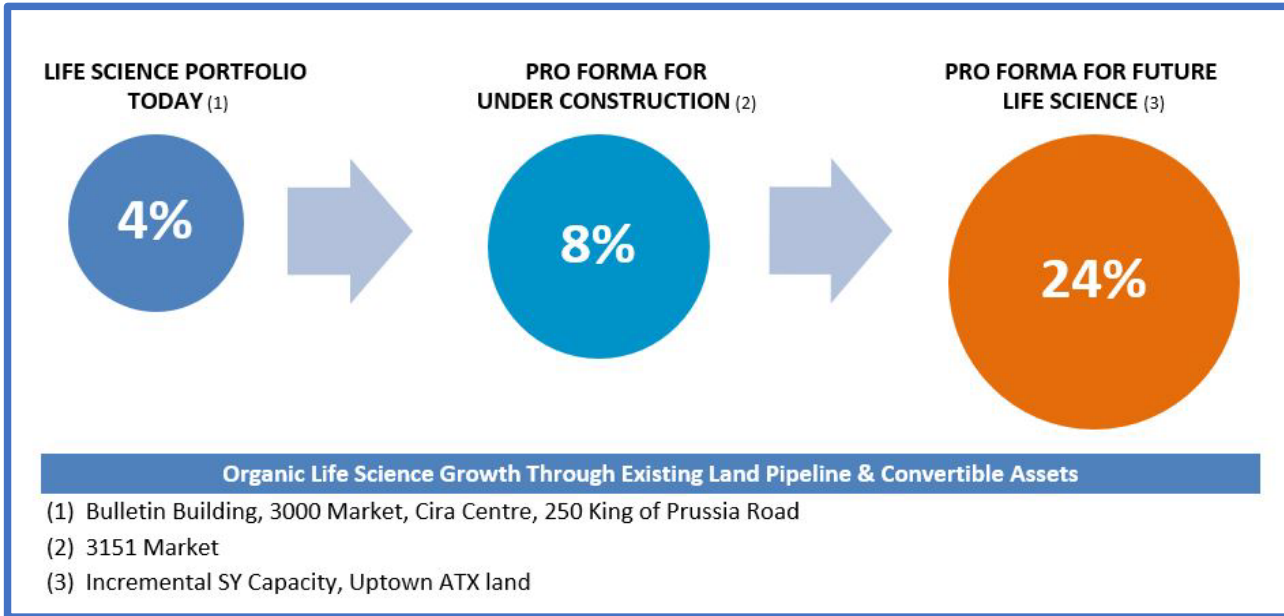 LIFE SCIENCE PORTFOLIO
TODAY (1)
PRO FORMA FOR
UNDER CONSTRUCTION (2)
PRO FORMA FOR FUTURE
LIFE SCIENCE (3)
4%
8%
24%
Organic Life Science Growth Through Existing Land Pipeline & Convertible Assets
(1) Bulletin Building, 3000 Market, Cira Centre, 250 King of Prussia Road
(2) 3151 Market
(3) Incremental SY Capacity, Uptown ATX land